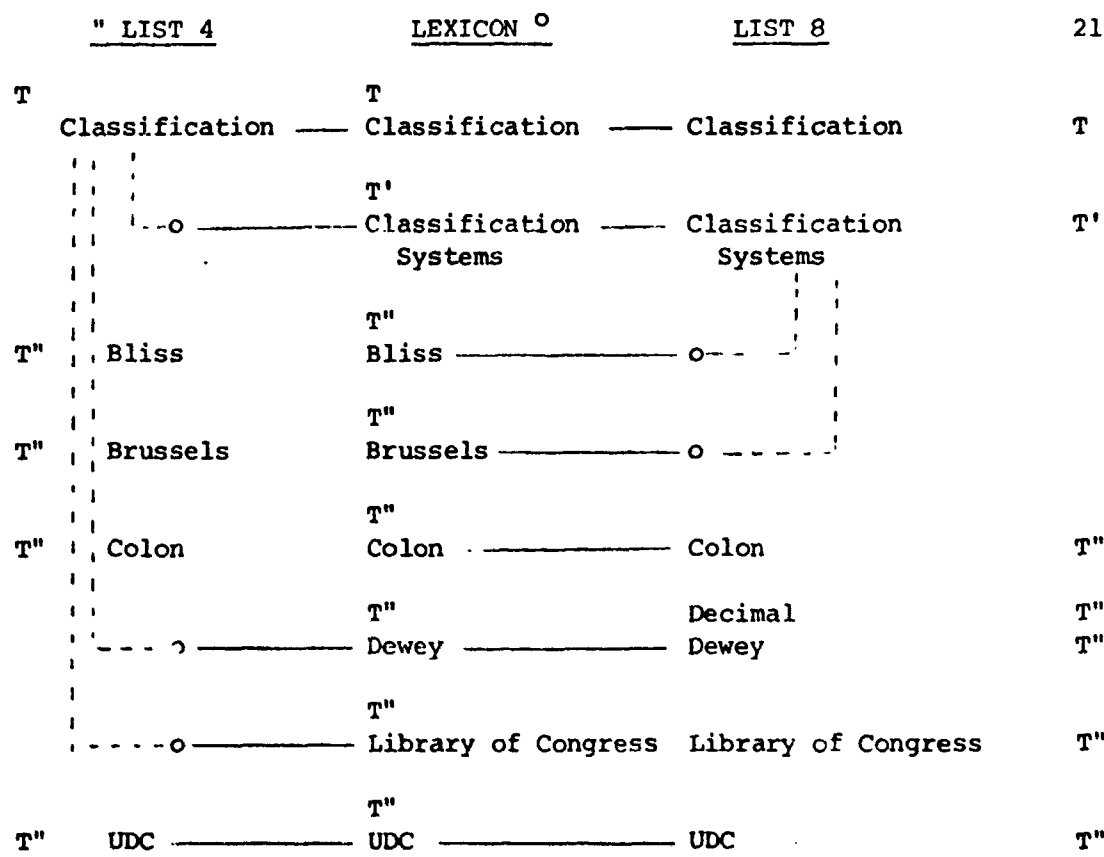 " LIST 4 LEXICON ° LIST 8 21
T T
Classification Classification Classification T
T'
Classification Classification T'
Systems Systems
T"
T" Bliss Bliss
T"
T" Brussels Brussels
T"
T" Colon Colon Colon T"
T" Decimal T"
Dewey Dewey T"
T"
Library of Congress Library of Congress T"
T"
T" UDC UDC UDC T"